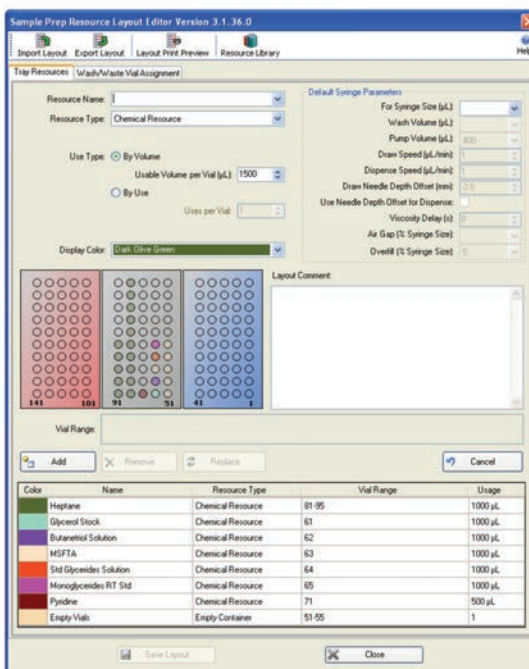 Sample Prep Resource Layout Editor Version 3.1.36.0
Import Layout Export Layout Layout Print Preview Resource Library Help
Tray Resources Wash/Waste Vial Assignment
Resource Name:
Resource Type: Chemical Resource
Use Type: By Volume
Usable Volume per Vial (µL): 1500
By Use
Uses per Vial: 1
Display Color: Dark Olive Green
Default Syringe Parameters
For Syringe Size (µL):
Wash Volume (µL):
Pump Volume (µL): 400
Draw Speed (µL/min): 1
Dispense Speed (µL/min): 1
Draw Needle Depth Offset (mm): -2.0
Use Needle Depth Offset for Dispense:
Viscosity Delay (s): 0
Air Gap (% Syringe Size):
Overfill (% Syringe Size): 5
141 101 91 51 41 1
Layout Comment:
Vial Range:
Add Remove Replace Cancel
Color Name Resource Type Vial Range Usage
Heptane Chemical Resource 81-95 1000 µL
Glycerol Stock Chemical Resource 61 1000 µL
Butanetriol Solution Chemical Resource 62 1000 µL
MSFTA Chemical Resource 63 1000 µL
Std Glycerides Solution Chemical Resource 64 1000 µL
Monoglycerides RT Std Chemical Resource 65 1000 µL
Pyridine Chemical Resource 71 500 µL
Empty Vials Empty Container 51-55 1
Save Layout Close